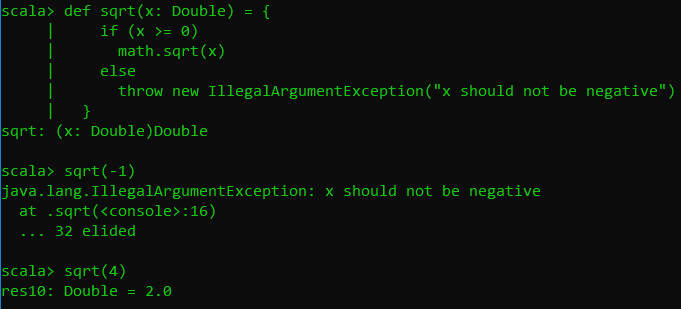 scala> def sqrt(x: Double) = {
     |     if (x >= 0)
     |       math.sqrt(x)
     |     else
     |       throw new IllegalArgumentException("x should not be negative")
     |   }
sqrt: (x: Double)Double

scala> sqrt(-1)
java.lang.IllegalArgumentException: x should not be negative
  at .sqrt(<console>:16)
  ... 32 elided

scala> sqrt(4)
res10: Double = 2.0